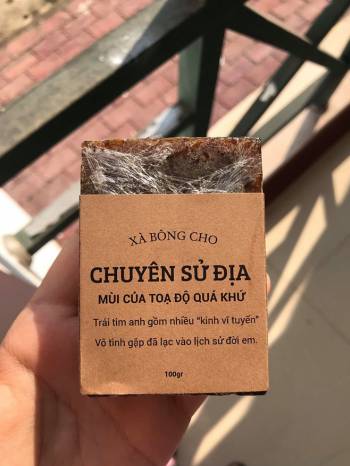 XÀ BÔNG CHO
CHUYÊN SỬ ĐỊA
MÙI CỦA TOẠ ĐỘ QUÁ KHỨ
Trái tim anh gồm nhiều “kinh vĩ tuyến”
Vô tình gặp đã lạc vào lịch sử đời em.
100gr